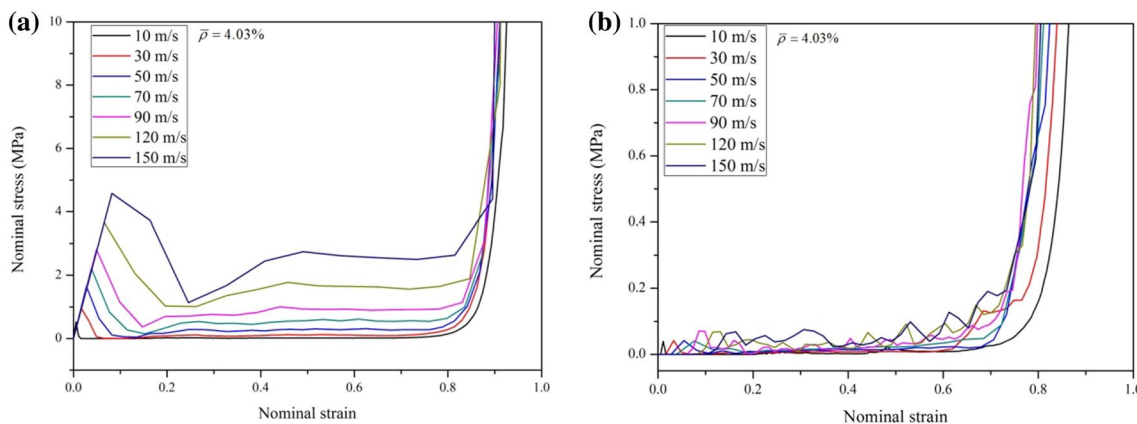 (a)
10
8
6
4
2
0
0.0
0.2
0.4
0.6
0.8
1.0
Nominal stress (MPa)
Nominal strain
10 m/s
30 m/s
50 m/s
70 m/s
90 m/s
120 m/s
150 m/s
ρ̅ = 4.03%
(b)
1.0
0.8
0.6
0.4
0.2
0.0
0.0
0.2
0.4
0.6
0.8
1.0
Nominal stress (MPa)
Nominal strain
10 m/s
30 m/s
50 m/s
70 m/s
90 m/s
120 m/s
150 m/s
ρ̅ = 4.03%